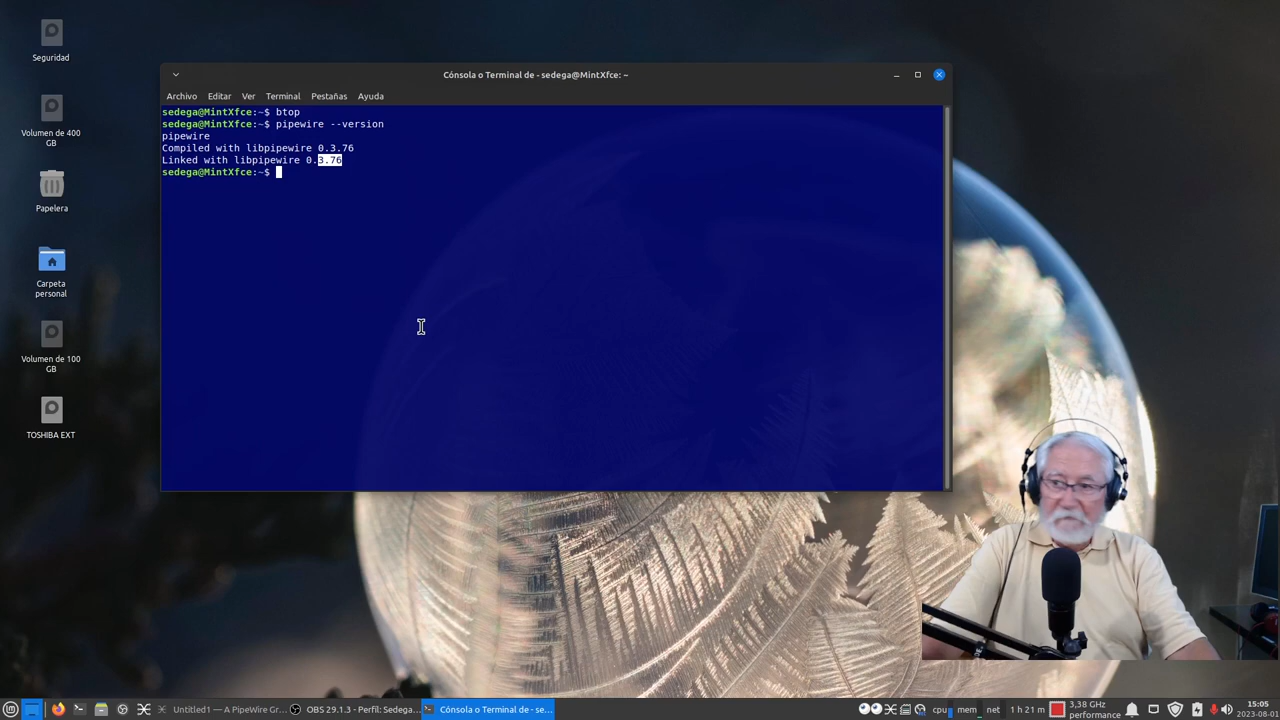 Seguridad
Volumen de 400
GB
Papelera
Carpeta
personal
Volumen de 100
GB
TOSHIBA EXT
Cónsola o Terminal de - sedega@MintXfce: ~
Archivo Editar Ver Terminal Pestañas Ayuda
sedega@MintXfce:~$ btop
sedega@MintXfce:~$ pipewire --version
pipewire
Compiled with libpipewire 0.3.76
Linked with libpipewire 0.3.76
sedega@MintXfce:~$
Untitled1 — A PipeWire Gr...
OBS 29.1.3 - Perfil: Sedega...
Cónsola o Terminal de - se...
cpu mem net 1 h 21 m 3,38 GHz
performance
15:05
2023-08-01